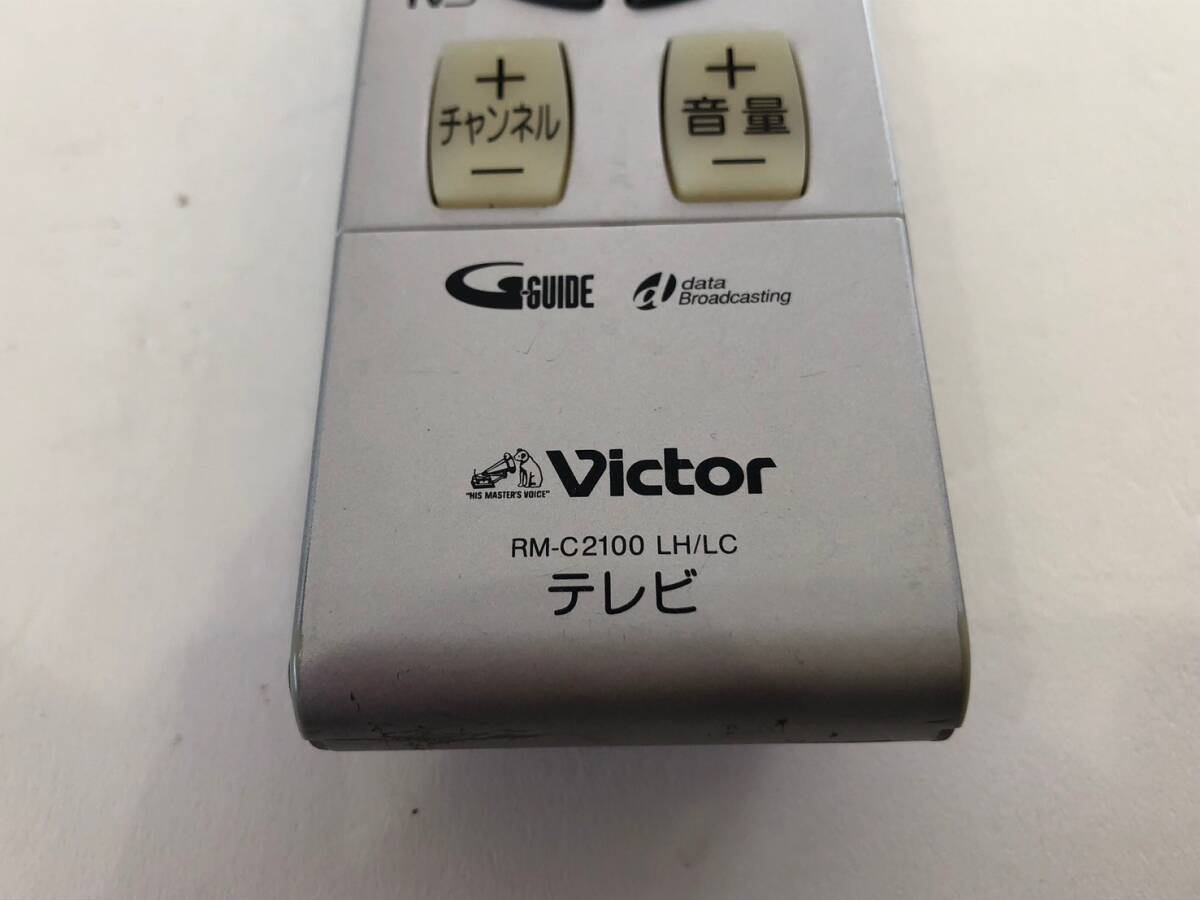 +
チャンネル
−
+
音量
−
G-GUIDE
data
Broadcasting
"HIS MASTER'S VOICE"
Victor
RM-C2100 LH/LC
テレビ